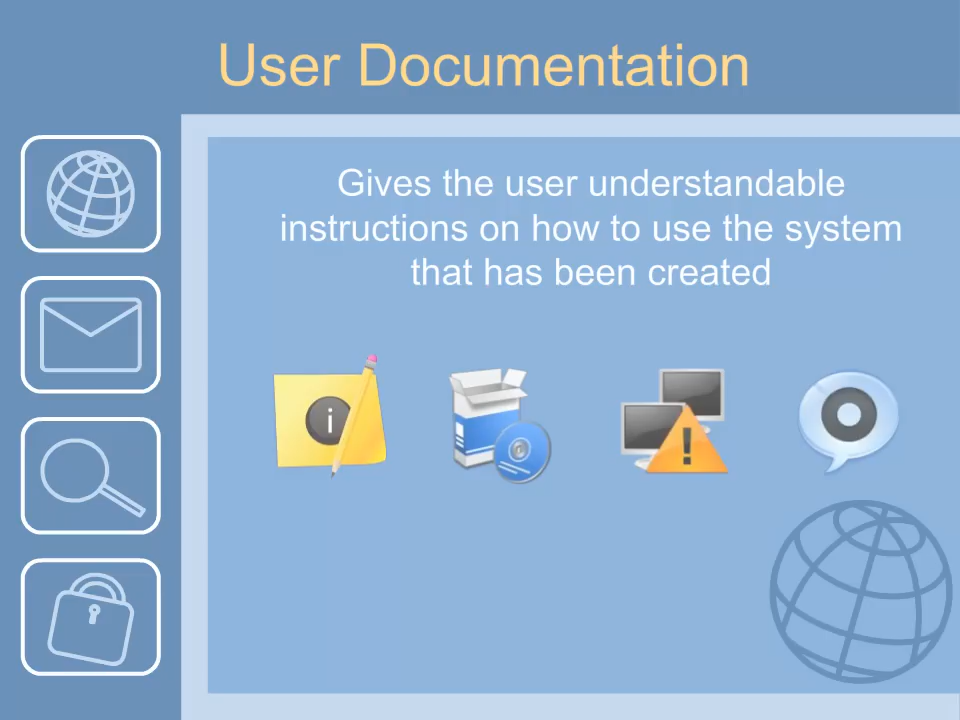 User Documentation
Gives the user understandable
instructions on how to use the system
that has been created
i
!